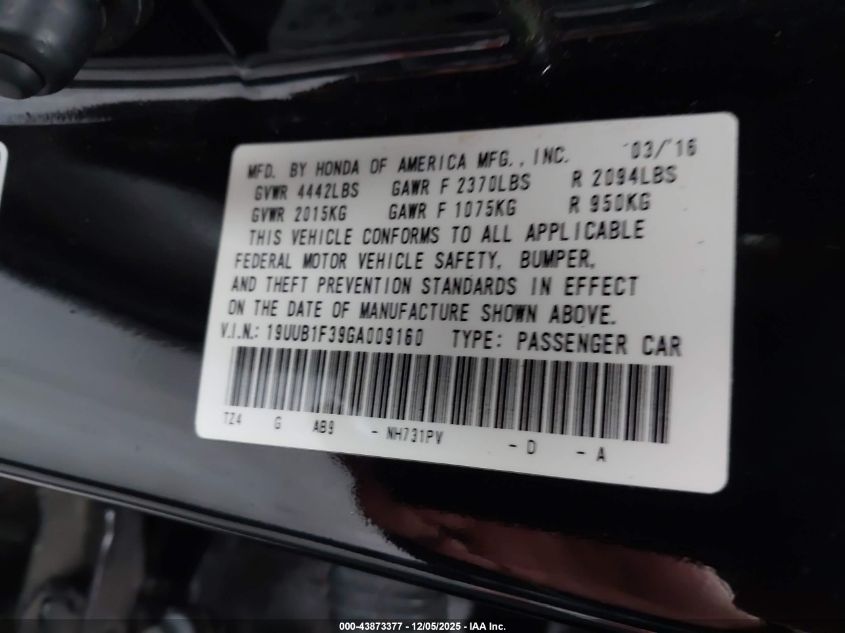 MFD. BY HONDA OF AMERICA MFG., INC. 03/16
GVWR 4442LBS GAWR F 2370LBS R 2094LBS
GVWR 2015KG GAWR F 1075KG R 950KG
THIS VEHICLE CONFORMS TO ALL APPLICABLE
FEDERAL MOTOR VEHICLE SAFETY, BUMPER,
AND THEFT PREVENTION STANDARDS IN EFFECT
ON THE DATE OF MANUFACTURE SHOWN ABOVE.
V.I.N.: 19UUB1F39GA009160 TYPE: PASSENGER CAR
TZ4 G AB9 - NH731PV - D - A
000-43873377 - 12/05/2025 - IAA Inc.